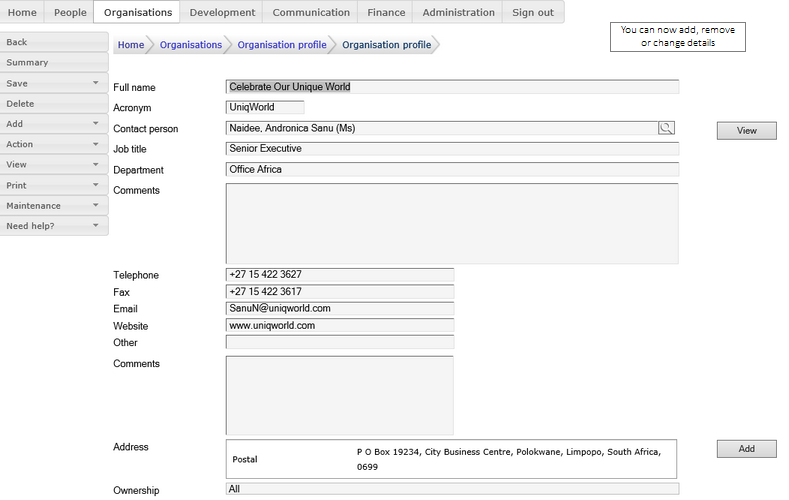 Home People Organisations Development Communication Finance Administration Sign out
You can now add, remove
or change details
Back
Summary
Save
Delete
Add
Action
View
Print
Maintenance
Need help?
Home Organisations Organisation profile Organisation profile
Full name Celebrate Our Unique World
Acronym UniqWorld
Contact person Naidee, Andronica Sanu (Ms) View
Job title Senior Executive
Department Office Africa
Comments
Telephone +27 15 422 3627
Fax +27 15 422 3617
Email SanuN@uniqworld.com
Website www.uniqworld.com
Other
Comments
Address Postal P O Box 19234, City Business Centre, Polokwane, Limpopo, South Africa,
0699
Add
Ownership All